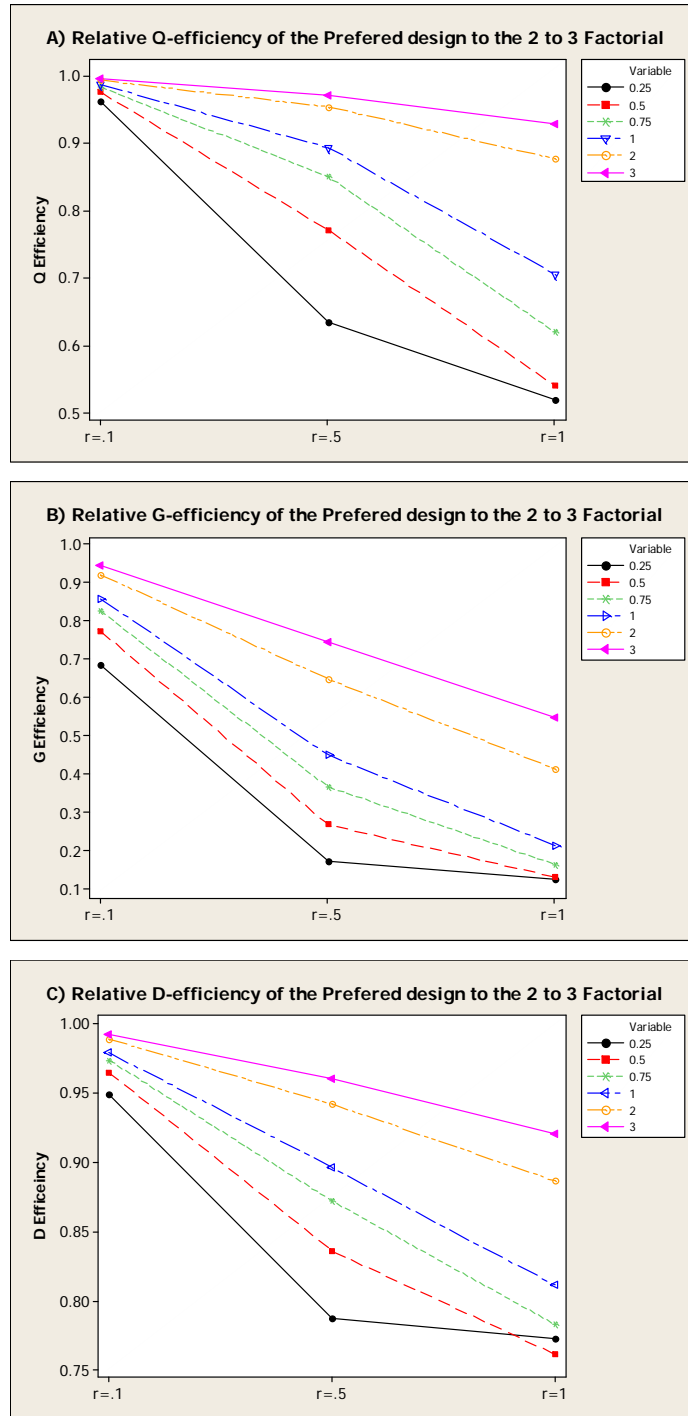 A) Relative Q-efficiency of the Prefered design to the 2 to 3 Factorial
Variable
0.25
0.5
0.75
1
2
3
Q Efficiency
1.0
0.9
0.8
0.7
0.6
0.5
r=.1
r=.5
r=1
B) Relative G-efficiency of the Prefered design to the 2 to 3 Factorial
Variable
0.25
0.5
0.75
1
2
3
G Efficiency
1.0
0.9
0.8
0.7
0.6
0.5
0.4
0.3
0.2
0.1
r=.1
r=.5
r=1
C) Relative D-efficiency of the Prefered design to the 2 to 3 Factorial
Variable
0.25
0.5
0.75
1
2
3
D Efficeincy
1.00
0.95
0.90
0.85
0.80
0.75
r=.1
r=.5
r=1